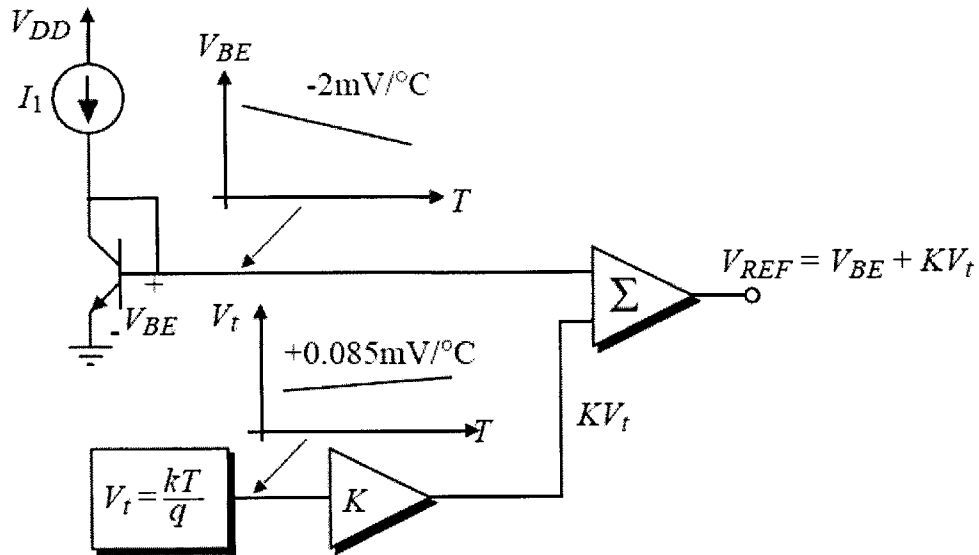 V_DD
I_1
V_BE
-2mV/°C
T
+
- V_BE
V_t
+0.085mV/°C
T
V_t = kT/q
K
KV_t
Σ
V_REF = V_BE + KV_t